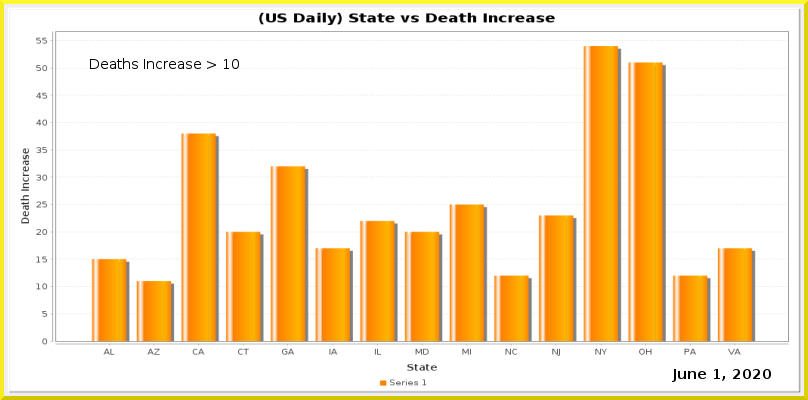 (US Daily) State vs Death Increase
Deaths Increase > 10
Death Increase
55
50
45
40
35
30
25
20
15
10
5
0
AL AZ CA CT GA IA IL MD MI NC NJ NY OH PA VA
State
Series 1
June 1, 2020